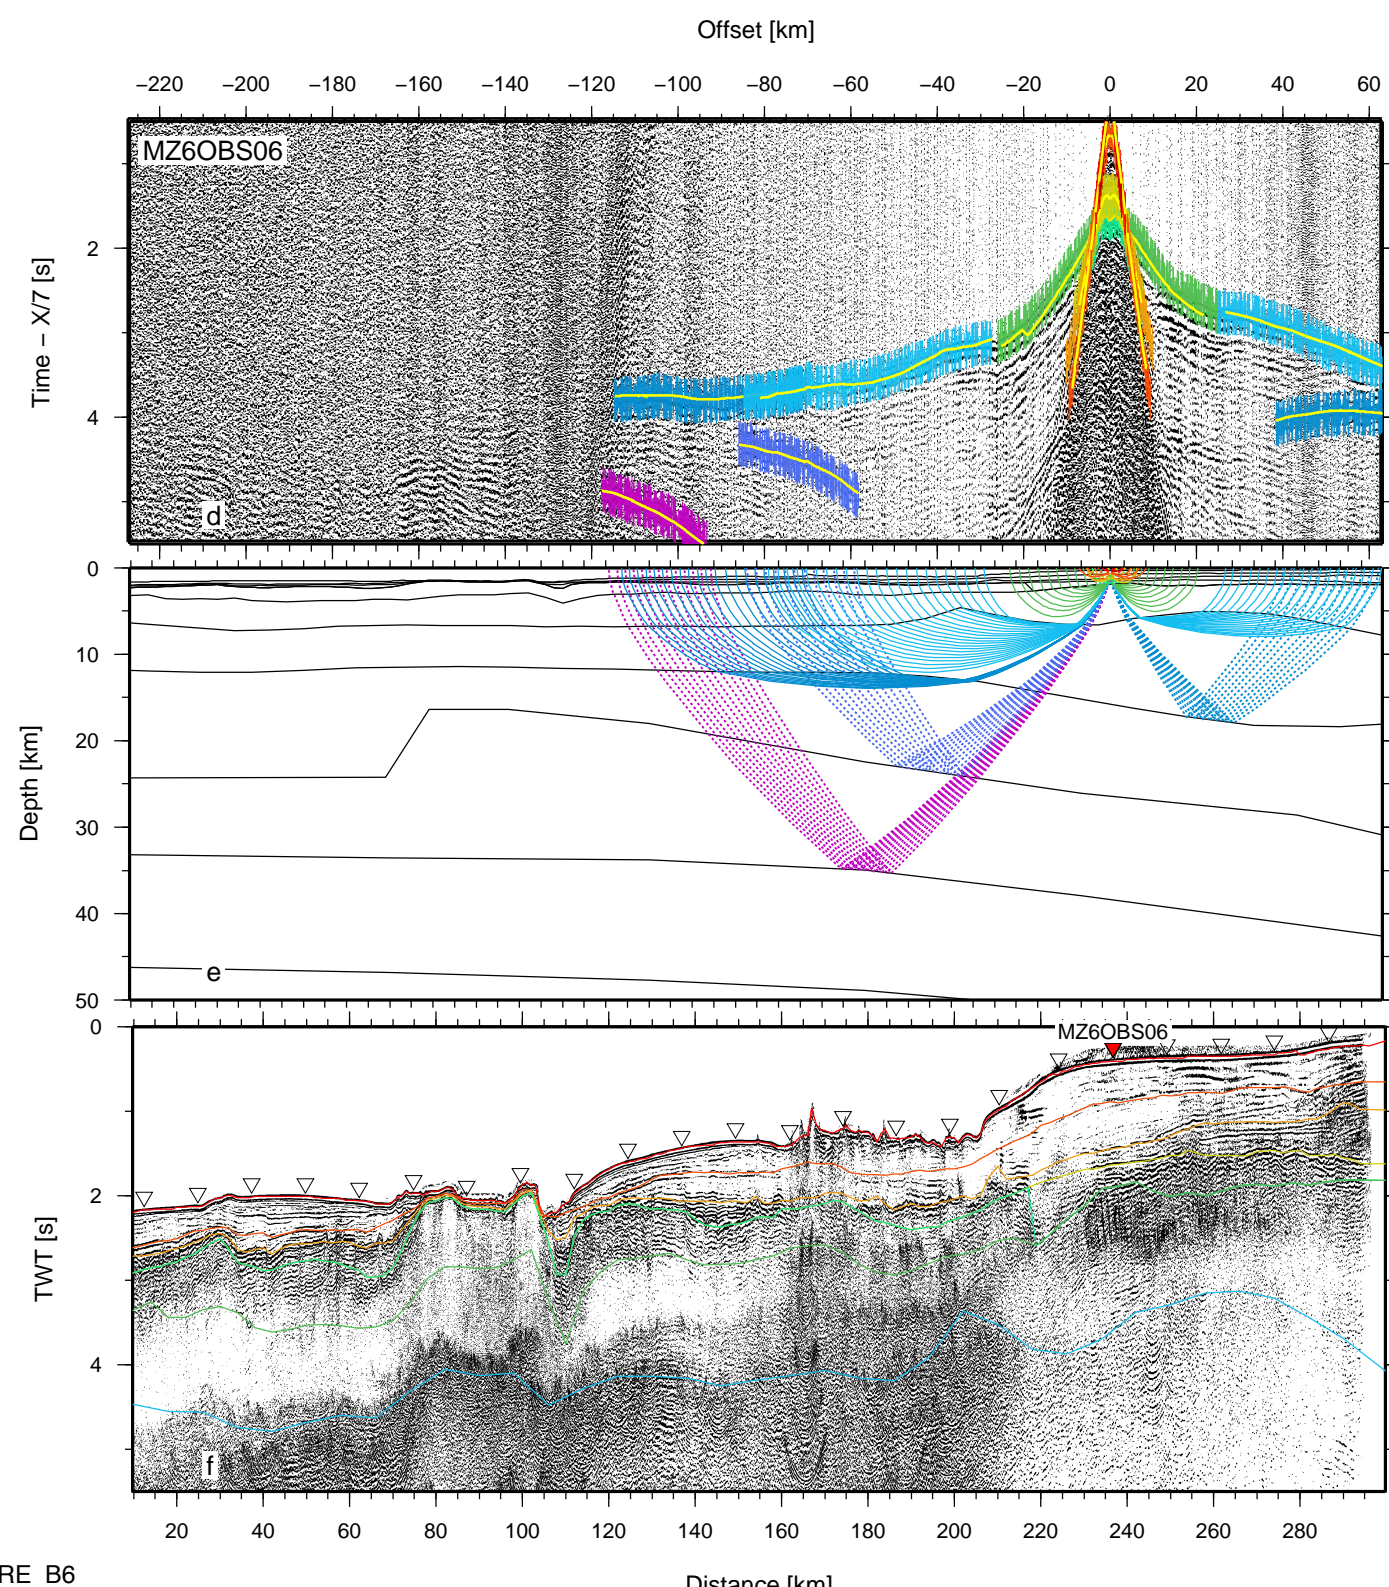 Offset [km]
−220 −200 −180 −160 −140 −120 −100 −80 −60 −40 −20 0 20 40 60
MZ6OBS06
Time − X/7 [s]
2
4
d
Depth [km]
0
10
20
30
40
50
e
MZ6OBS06
TWT [s]
0
2
4
f
20 40 60 80 100 120 140 160 180 200 220 240 260 280
RE B6
Distance [km]